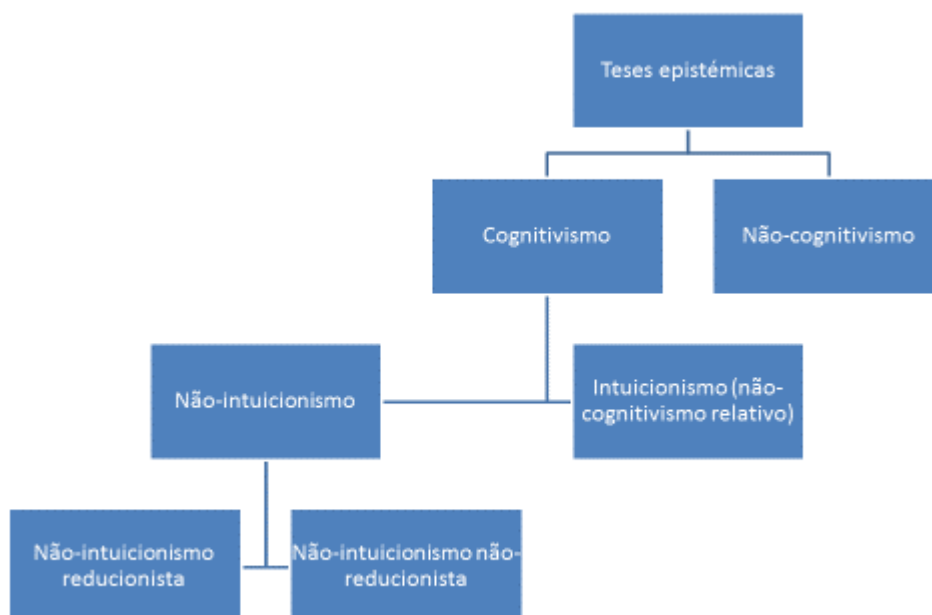 Teses epistémicas
Cognitivismo
Não-cognitivismo
Não-intuicionismo
Intuicionismo (não-
cognitivismo relativo)
Não-intuicionismo
reducionista
Não-intuicionismo não-
reducionista